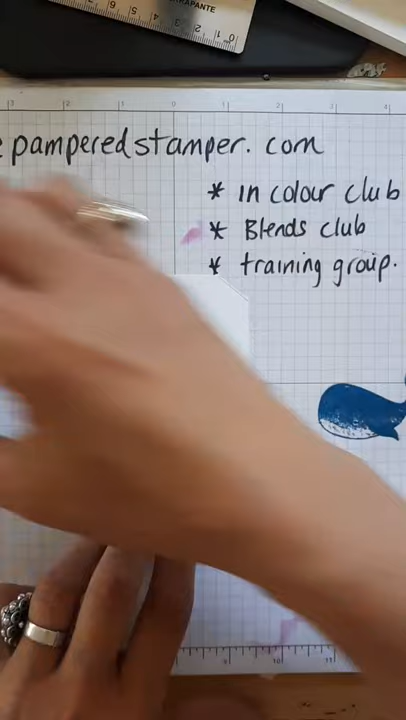 pamperedstamper. com
* in colour club
* Blends club
* training group.